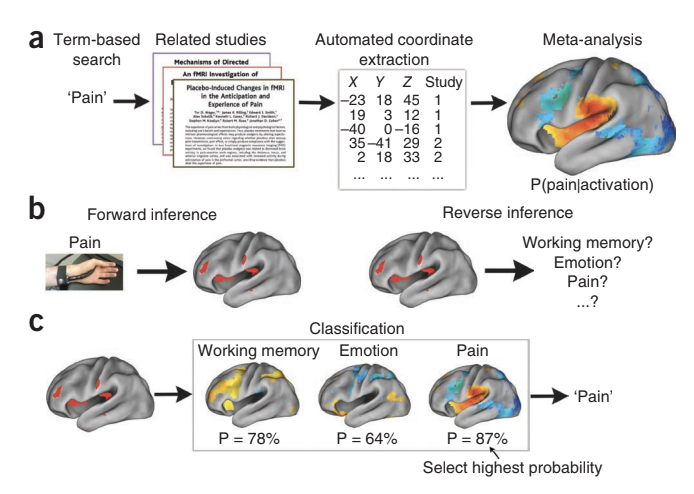 a
Term-based
search
Related studies
Automated coordinate
extraction
Meta-analysis
'Pain'
Mechanisms of Directed
An fMRI Investigation of
Placebo-Induced Changes in fMRI
in the Anticipation and
Experience of Pain
X Y Z Study
–23 18 45 1
19 3 12 1
–40 0 –16 1
35 –41 29 2
2 18 33 2
... ... ... ...
P(pain|activation)
b
Forward inference
Pain
Reverse inference
Working memory?
Emotion?
Pain?
...?
c
Classification
Working memory Emotion Pain
P = 78% P = 64% P = 87%
'Pain'
Select highest probability